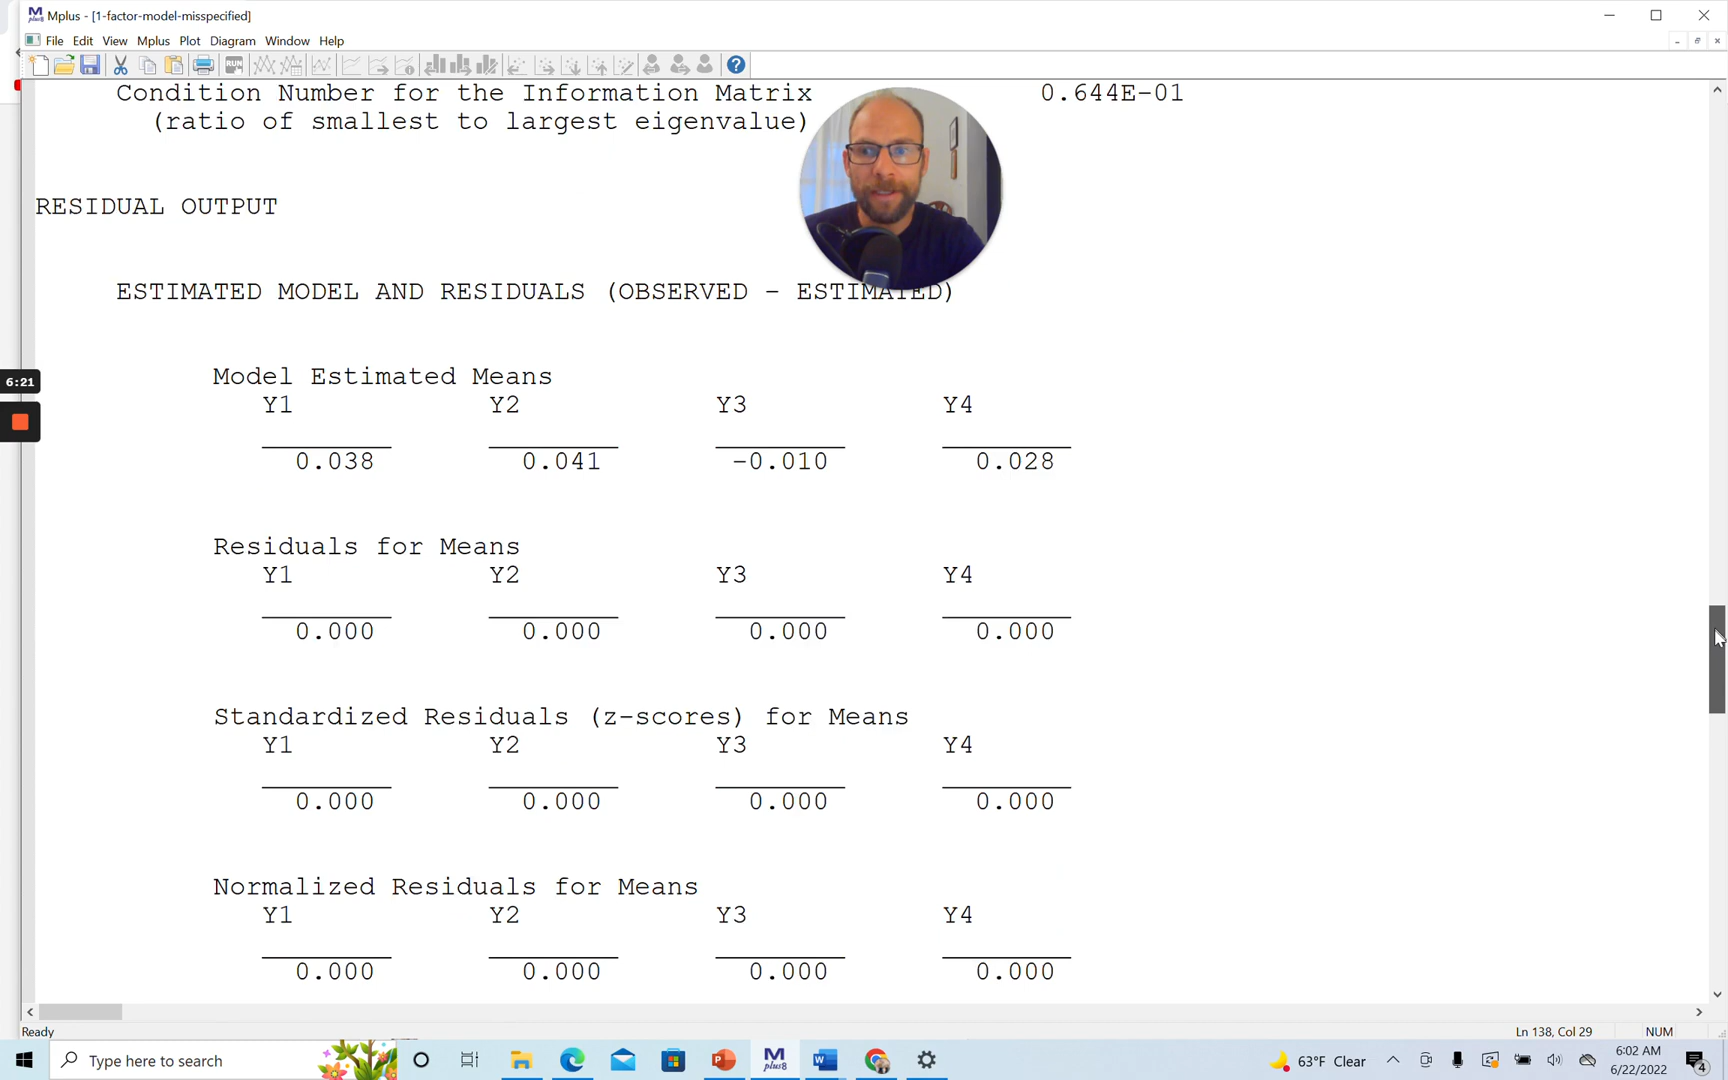 Mplus - [1-factor-model-misspecified]
File Edit View Mplus Plot Diagram Window Help
RUN
Condition Number for the Information Matrix 0.644E-01
(ratio of smallest to largest eigenvalue)
RESIDUAL OUTPUT
ESTIMATED MODEL AND RESIDUALS (OBSERVED - ESTIMATED)
Model Estimated Means
Y1 Y2 Y3 Y4
0.038 0.041 -0.010 0.028
6:21
Residuals for Means
Y1 Y2 Y3 Y4
0.000 0.000 0.000 0.000
Standardized Residuals (z-scores) for Means
Y1 Y2 Y3 Y4
0.000 0.000 0.000 0.000
Normalized Residuals for Means
Y1 Y2 Y3 Y4
0.000 0.000 0.000 0.000
Ready Ln 138, Col 29 NUM
Type here to search
63°F Clear
6:02 AM
6/22/2022
4